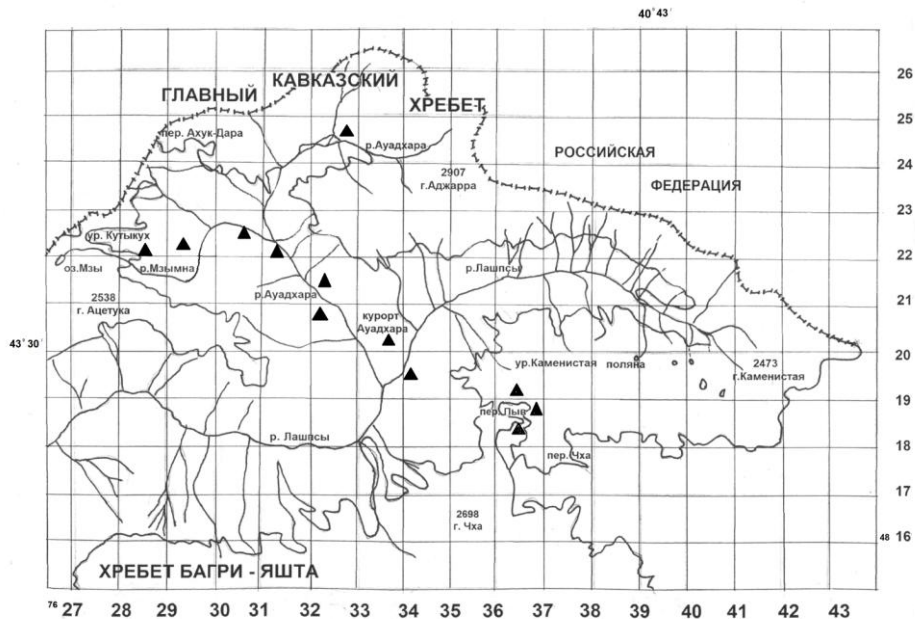 40° 43'
26
КАВКАЗСКИЙ
ГЛАВНЫЙ
ХРЕБЕТ
25
пер. Ахук-Дара
р.Ауадхара
РОССИЙСКАЯ
24
2907
г.Аджарра
ФЕДЕРАЦИЯ
23
ур. Кутыкух
22
оз.Мзы
р.Мзымна
р.Лашпсы
2538
г. Ацетука
р.Ауадхара
21
курорт
Ауадхара
43° 30'
20
ур.Каменистая
поляна
2473
г.Каменистая
19
пер. Пыв
р. Лашпсы
18
пер. Чха
17
2698
г. Чха
48 16
ХРЕБЕТ БАГРИ - ЯШТА
76 27 28 29 30 31 32 33 34 35 36 37 38 39 40 41 42 43